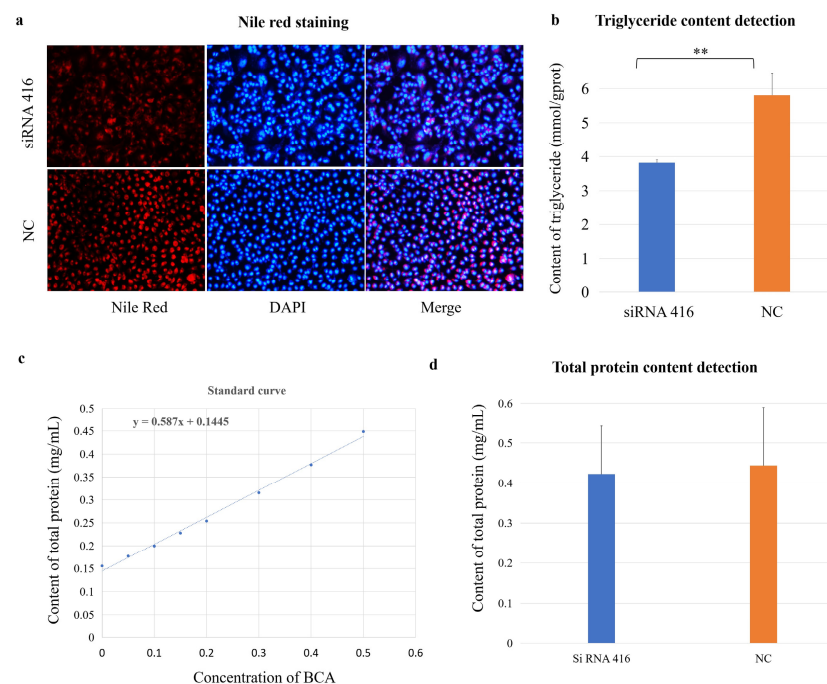 a
Nile red staining
siRNA 416
NC
Nile Red
DAPI
Merge
b
Triglyceride content detection
**
Content of triglyceride (mmol/gprot)
6
5
4
3
2
1
0
siRNA 416
NC
c
Standard curve
y = 0.587x + 0.1445
Content of total protein (mg/mL)
0.5
0.45
0.4
0.35
0.3
0.25
0.2
0.15
0.1
0.05
0
0
0.1
0.2
0.3
0.4
0.5
0.6
Concentration of BCA
d
Total protein content detection
Content of total protein (mg/mL)
0.6
0.5
0.4
0.3
0.2
0.1
0
Si RNA 416
NC